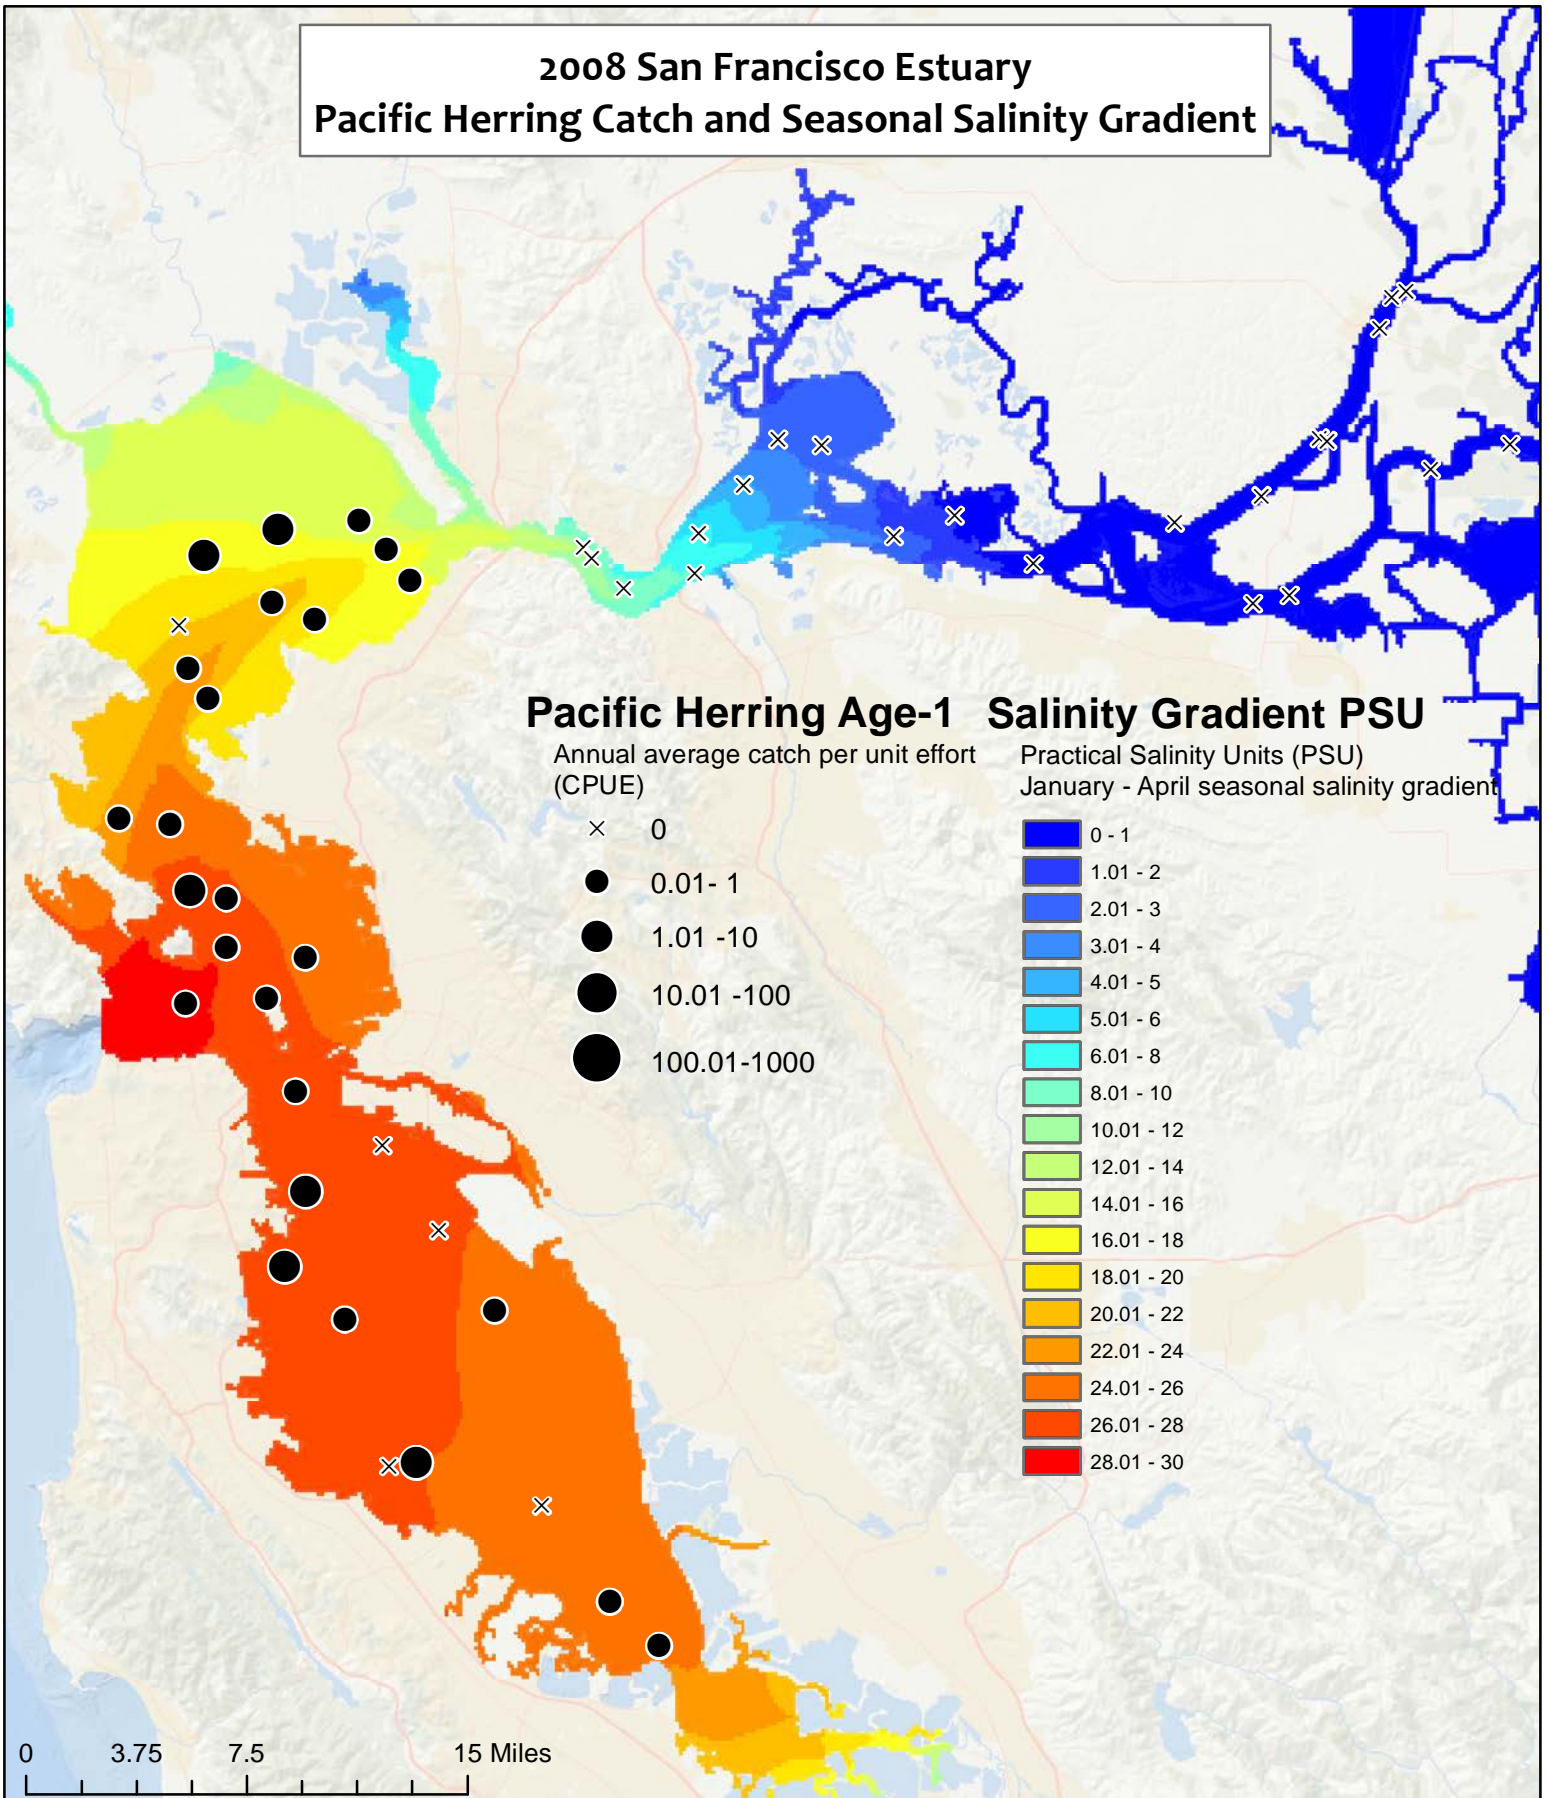 2008 San Francisco Estuary
Pacific Herring Catch and Seasonal Salinity Gradient
Pacific Herring Age-1
Annual average catch per unit effort
(CPUE)
0
0.01- 1
1.01 -10
10.01 -100
100.01-1000
Salinity Gradient PSU
Practical Salinity Units (PSU)
January - April seasonal salinity gradient
0 - 1
1.01 - 2
2.01 - 3
3.01 - 4
4.01 - 5
5.01 - 6
6.01 - 8
8.01 - 10
10.01 - 12
12.01 - 14
14.01 - 16
16.01 - 18
18.01 - 20
20.01 - 22
22.01 - 24
24.01 - 26
26.01 - 28
28.01 - 30
0 3.75 7.5 15 Miles